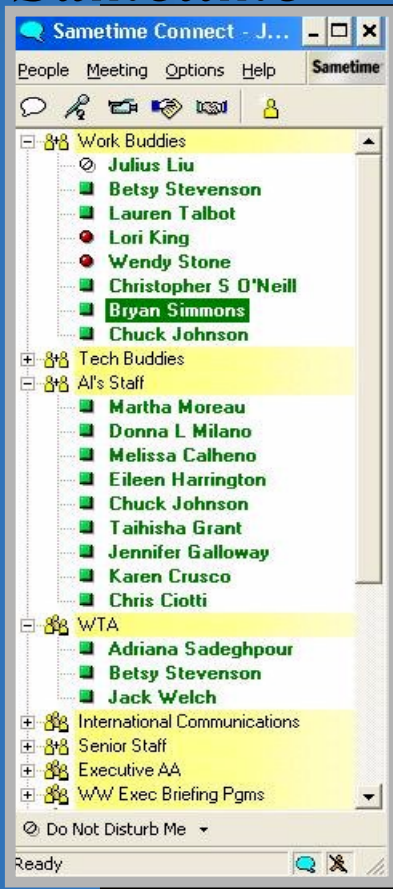 Sametime Connect - J...
People Meeting Options Help Sametime
Work Buddies
Julius Liu
Betsy Stevenson
Lauren Talbot
Lori King
Wendy Stone
Christopher S O'Neill
Bryan Simmons
Chuck Johnson
Tech Buddies
Al's Staff
Martha Moreau
Donna L Milano
Melissa Calheno
Eileen Harrington
Chuck Johnson
Taihisha Grant
Jennifer Galloway
Karen Crusco
Chris Ciotti
WTA
Adriana Sadeghpour
Betsy Stevenson
Jack Welch
International Communications
Senior Staff
Executive AA
WW Exec Briefing Pgms
Do Not Disturb Me
Ready